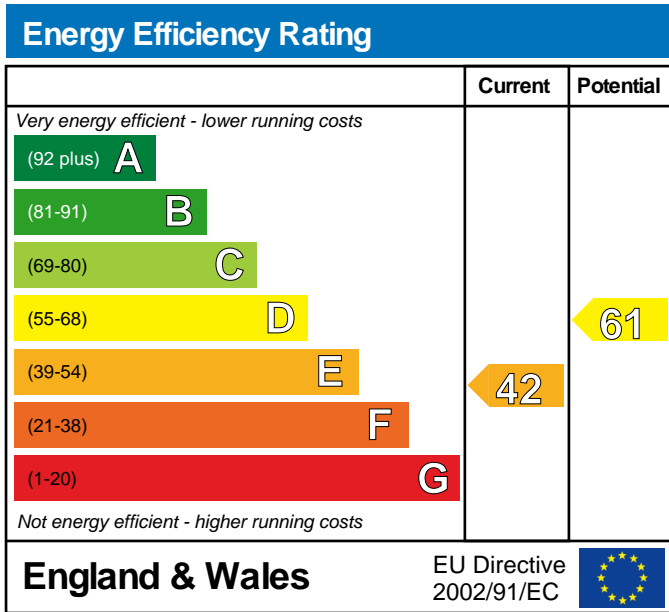 Energy Efficiency Rating
Current Potential
Very energy efficient - lower running costs
(92 plus) A
(81-91) B
(69-80) C
(55-68) D
61
(39-54) E
42
(21-38) F
(1-20) G
Not energy efficient - higher running costs
England & Wales
EU Directive
2002/91/EC